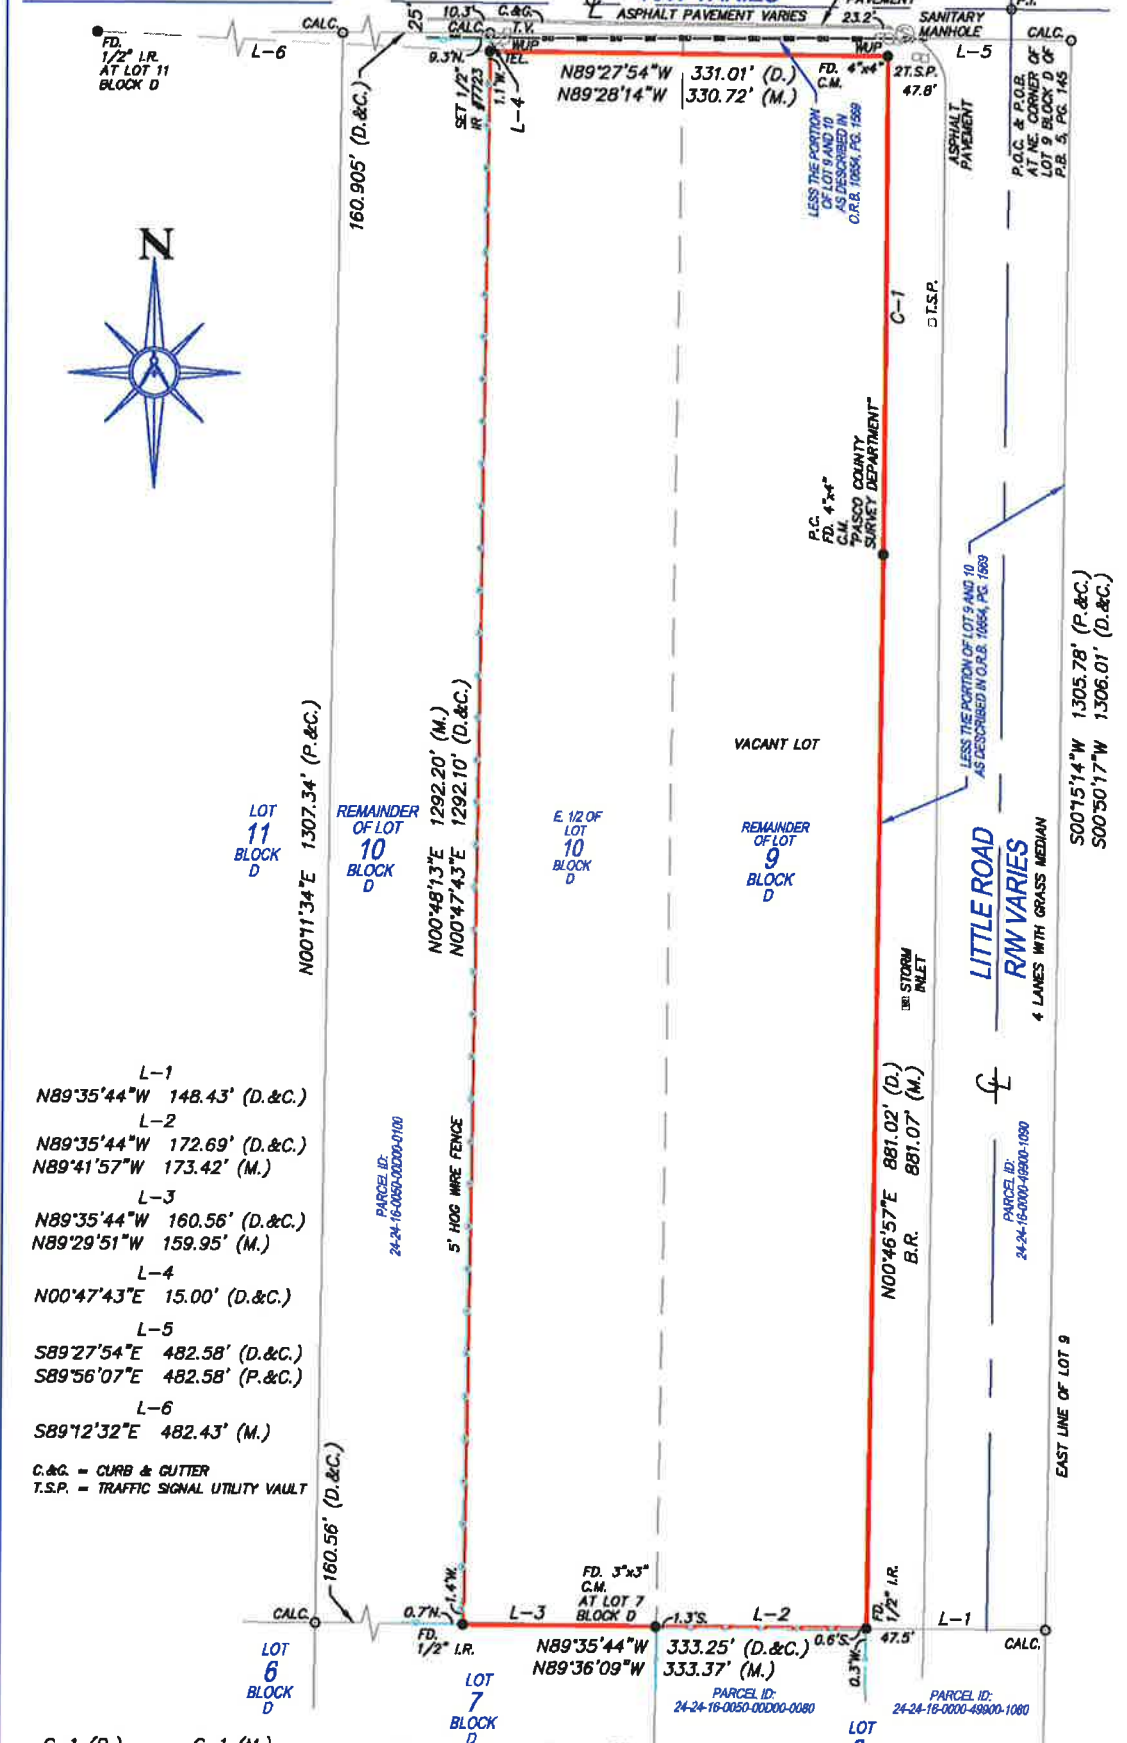 CALC.
25'
10.3'
C.&G.
ASPHALT PAVEMENT VARIES
23.2'
SANITARY
MANHOLE
CALC.
CALC.
T.V.
FD.
1/2" I.R.
AT LOT 11
BLOCK D
L-6
9.3'N.
WUP
TEL.
WUP
L-5
SET 1/2"
IR #7723
1.1'W.
L-4
N89°27'54"W 331.01' (D.)
N89°28'14"W 330.72' (M.)
FD. 4"x4"
C.M.
2T.S.P.
47.8'
LESS THE PORTION
OF LOT 9 AND 10
AS DESCRIBED IN
O.R.B. 10654, PG. 1569
ASPHALT
PAVEMENT
P.O.C. & P.O.B.
AT NE. CORNER OF
LOT 9 BLOCK D OF
P.B. 5, PG. 145
160.905' (D.&C.)
N
C-1
T.S.P.
P.C.
FD. 4"x4"
C.M.
"PASCO COUNTY
SURVEY DEPARTMENT"
LESS THE PORTION OF LOT 9 AND 10
AS DESCRIBED IN O.R.B. 10654, PG. 1569
S00°15'14"W 1305.78' (P.&C.)
S00°50'17"W 1306.01' (D.&C.)
N00°11'34"E 1307.34' (P.&C.)
N00°48'13"E 1292.20' (M.)
N00°47'43"E 1292.10' (D.&C.)
VACANT LOT
LOT
11
BLOCK
D
REMAINDER
OF LOT
10
BLOCK
D
E. 1/2 OF
LOT
10
BLOCK
D
REMAINDER
OF LOT
9
BLOCK
D
LITTLE ROAD
R/W VARIES
4 LANES WITH GRASS MEDIAN
STORM
INLET
L-1
N89°35'44"W 148.43' (D.&C.)
L-2
N89°35'44"W 172.69' (D.&C.)
N89°41'57"W 173.42' (M.)
L-3
N89°35'44"W 160.56' (D.&C.)
N89°29'51"W 159.95' (M.)
L-4
N00°47'43"E 15.00' (D.&C.)
L-5
S89°27'54"E 482.58' (D.&C.)
S89°56'07"E 482.58' (P.&C.)
L-6
S89°12'32"E 482.43' (M.)
C.&G. = CURB & GUTTER
T.S.P. = TRAFFIC SIGNAL UTILITY VAULT
PARCEL ID:
24-24-16-0050-00D00-0100
5' HOG WIRE FENCE
N00°46'57"E 881.02' (D.)
B.R. 881.07' (M.)
PARCEL ID:
24-24-16-0000-49900-1090
EAST LINE OF LOT 9
160.56' (D.&C.)
CALC.
0.7'N.
1.4'W.
FD.
1/2" I.R.
L-3
FD. 3"x3"
C.M.
AT LOT 7
BLOCK D
1.3'S.
L-2
FD.
1/2" I.R.
L-1
0.6'S.
47.5'
0.3'W.
CALC.
N89°35'44"W 333.25' (D.&C.)
N89°36'09"W 333.37' (M.)
LOT
6
BLOCK
D
LOT
7
BLOCK
D
PARCEL ID:
24-24-16-0050-00D00-0080
PARCEL ID:
24-24-16-0000-49900-1080
LOT